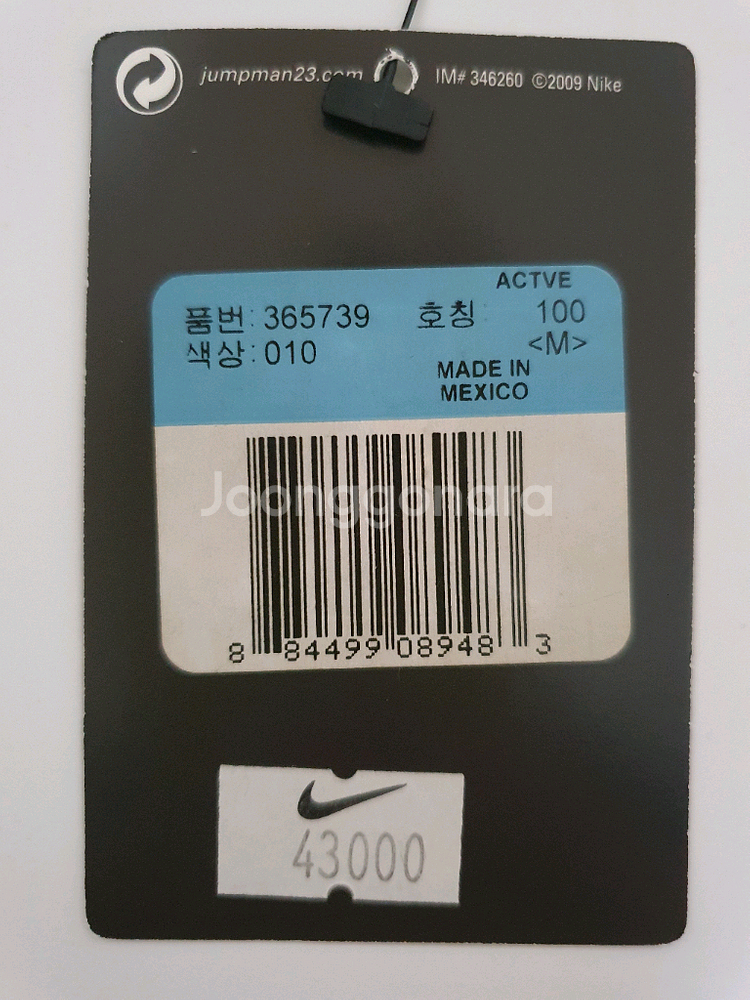 jumpman23.com IM# 346260 ©2009 Nike
ACTVE
품번: 365739 호칭: 100
색상: 010 <M>
MADE IN
MEXICO
Joonggonara
8 84499 08948 3
43000